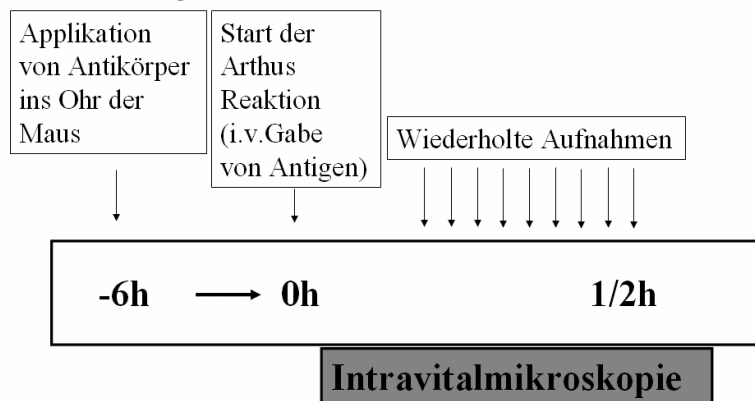 Applikation
von Antikörper
ins Ohr der
Maus
Start der
Arthus
Reaktion
(i.v.Gabe
von Antigen)
Wiederholte Aufnahmen
-6h → 0h 1/2h
Intravitalmikroskopie